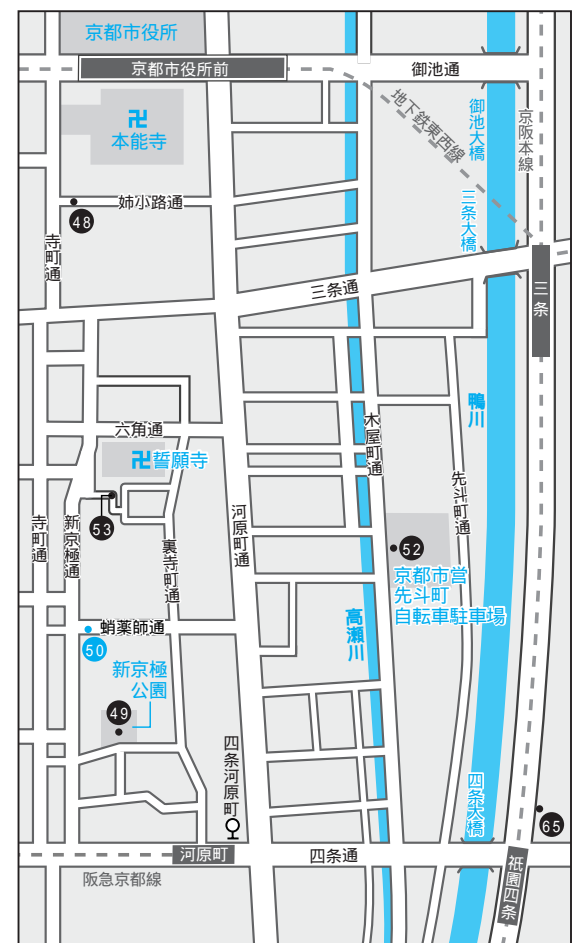 京都市役所
京都市役所前
御池通
卍
本能寺
地下鉄東西線
御池大橋
京阪本線
姉小路通
48
三条大橋
寺町通
三条通
三条
鴨川
木屋町通
六角通
卍誓願寺
先斗町通
53
寺町通
新京極通
裏寺町通
河原町通
52
京都市営
先斗町
自転車駐車場
高瀬川
蛸薬師通
50
新京極
公園
49
四条河原町
四条大橋
65
河原町
四条通
祇園四条
阪急京都線